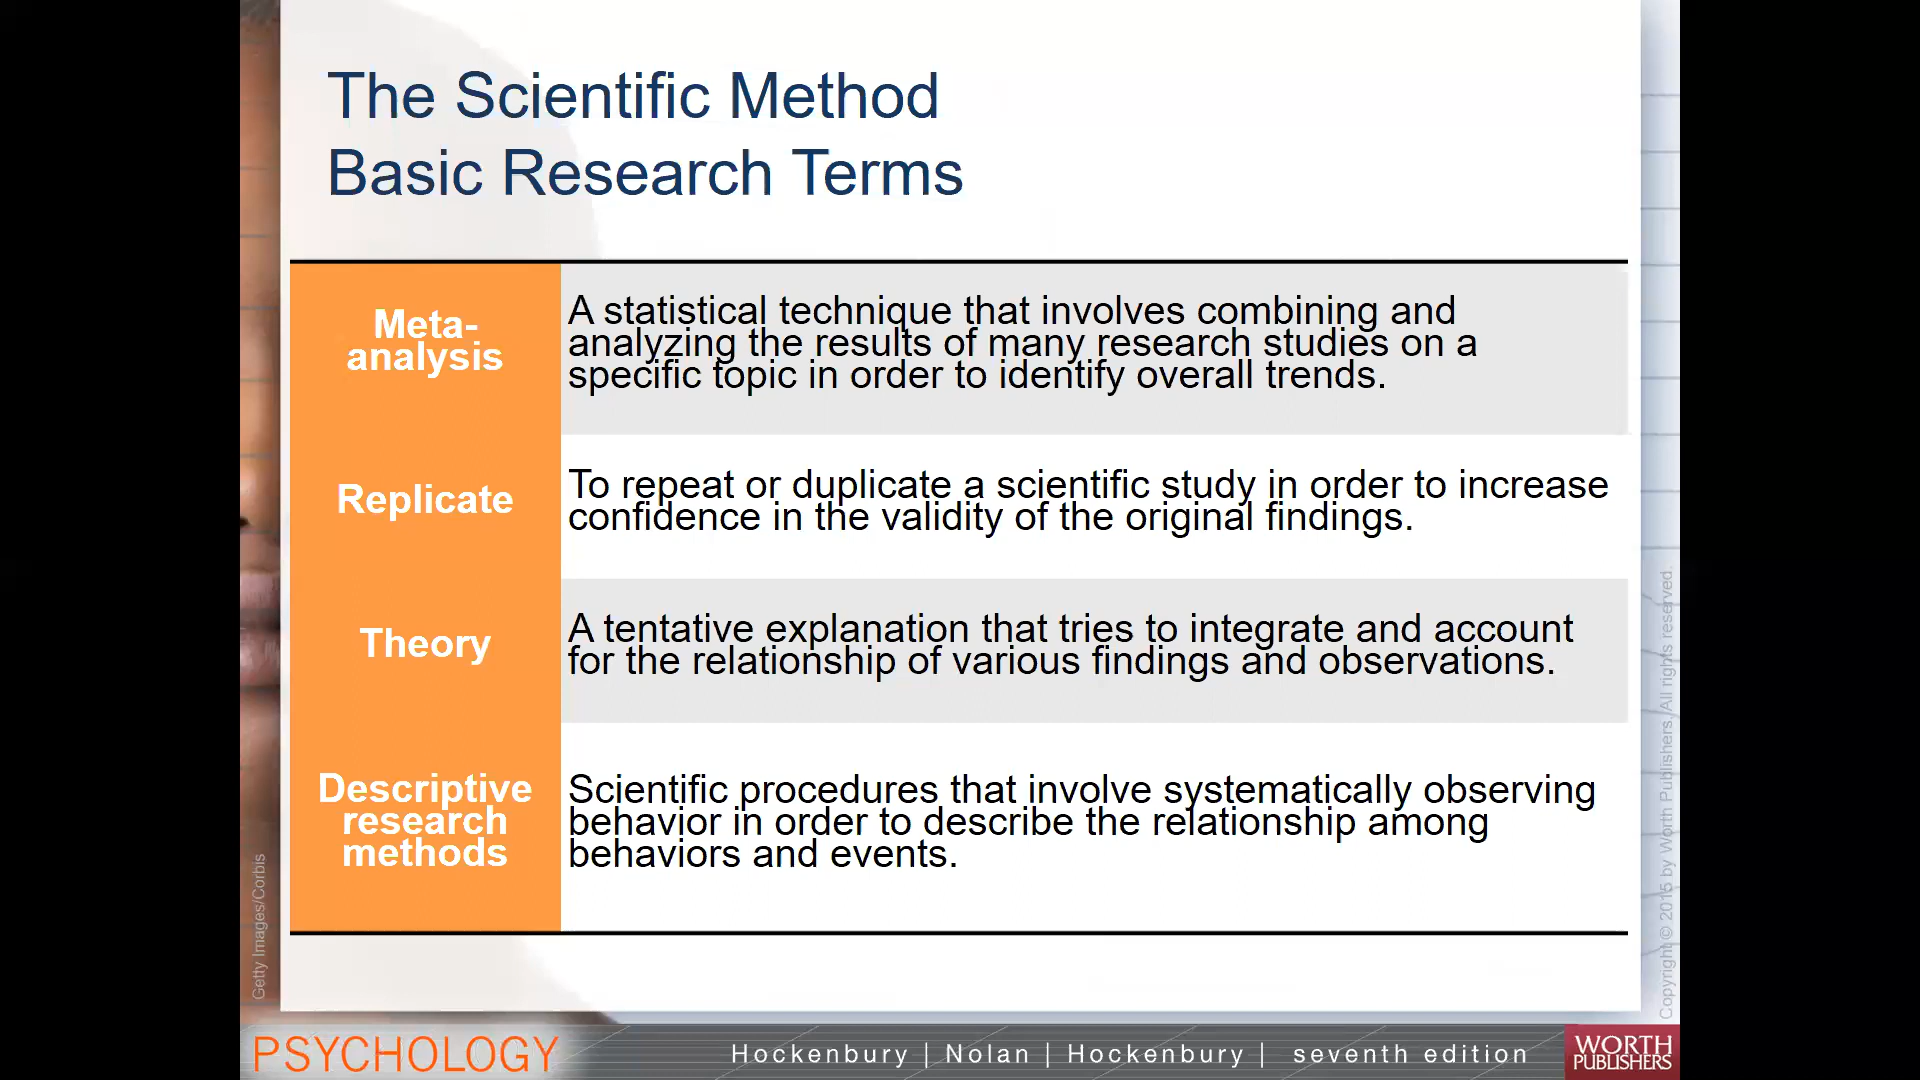 The Scientific Method
Basic Research Terms
Meta-
analysis
A statistical technique that involves combining and
analyzing the results of many research studies on a
specific topic in order to identify overall trends.
Replicate
To repeat or duplicate a scientific study in order to increase
confidence in the validity of the original findings.
Theory
A tentative explanation that tries to integrate and account
for the relationship of various findings and observations.
Descriptive
research
methods
Scientific procedures that involve systematically observing
behavior in order to describe the relationship among
behaviors and events.
Getty Images/Corbis
Copyright © 2015 by Worth Publishers. All rights reserved.
PSYCHOLOGY
Hockenbury | Nolan | Hockenbury | seventh edition
WORTH
PUBLISHERS